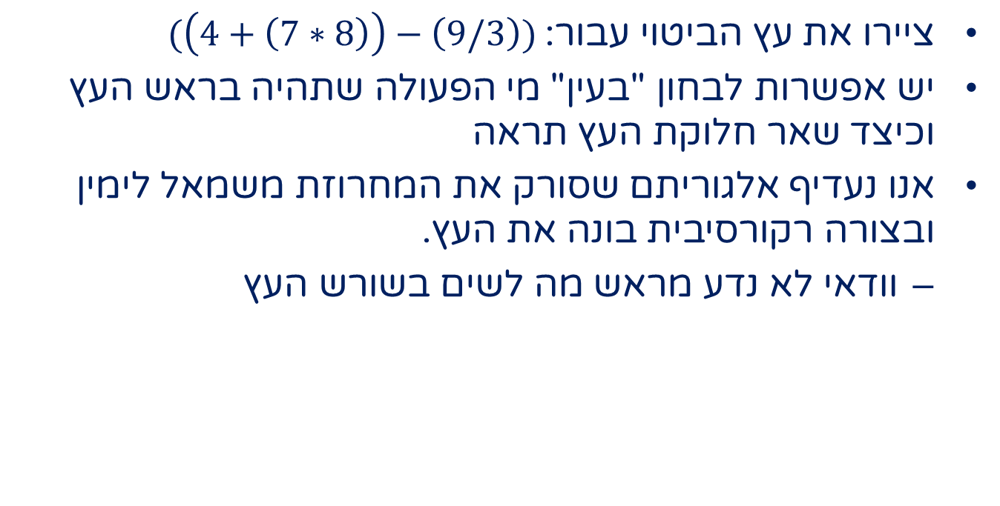 • ציירו את עץ הביטוי עבור: ((4 + (7 * 8)) − (9/3))
• יש אפשרות לבחון "בעין" מי הפעולה שתהיה בראש העץ
וכיצד שאר חלוקת העץ תראה
• אנו נעדיף אלגוריתם שסורק את המחרוזת משמאל לימין
ובצורה רקורסיבית בונה את העץ.
– וודאי לא נדע מראש מה לשים בשורש העץ